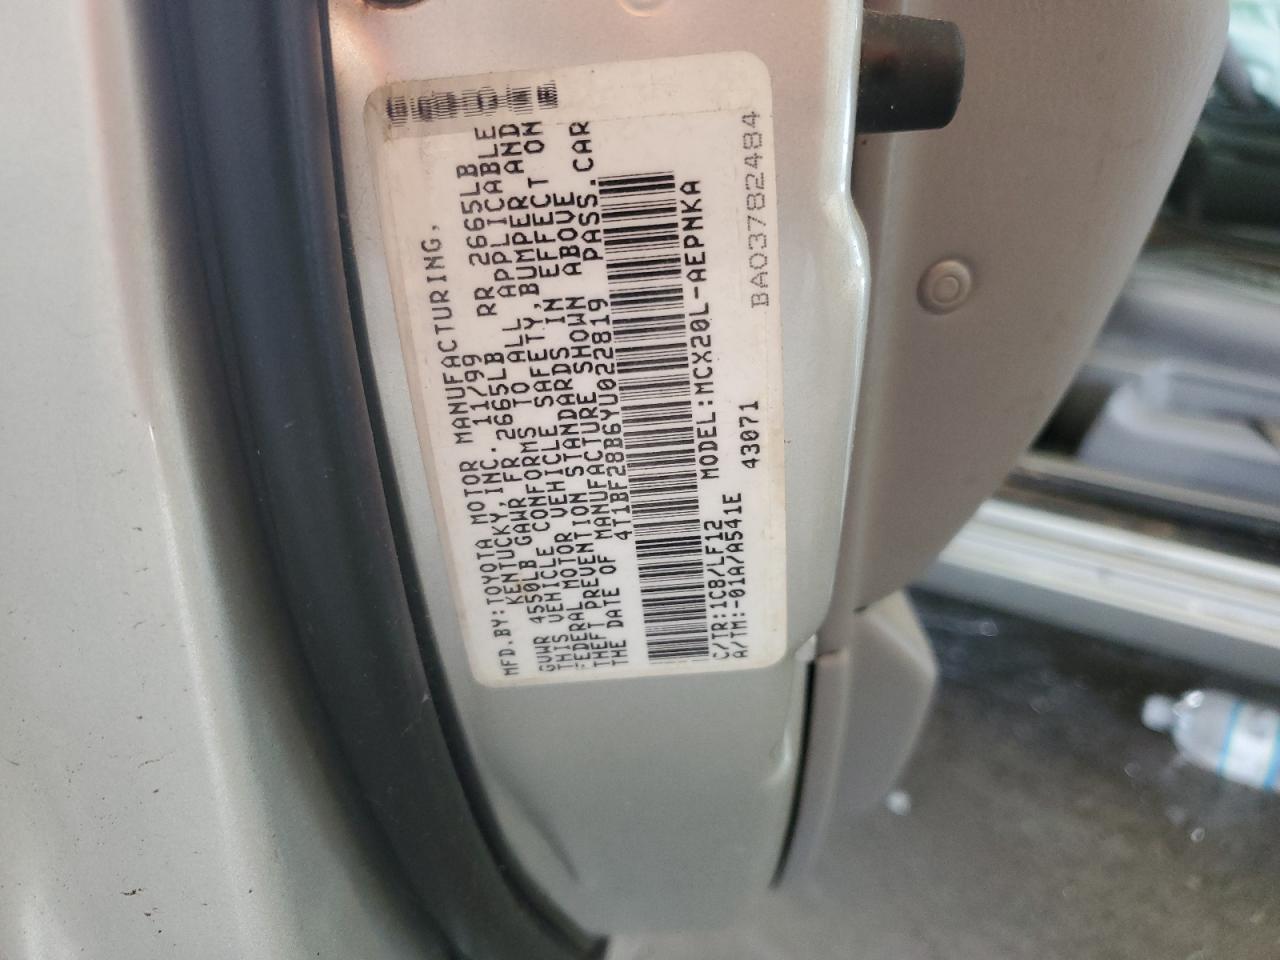 MFD.BY:TOYOTA MOTOR MANUFACTURING,
KENTUCKY,INC. 11/99
GVWR 4550LB GAWR FR 2665LB RR 2665LB
THIS VEHICLE CONFORMS TO ALL APPLICABLE
FEDERAL MOTOR VEHICLE SAFETY,BUMPER AND
THEFT PREVENTION STANDARDS IN EFFECT ON
THE DATE OF MANUFACTURE SHOWN ABOVE
4T1BF28B6YU022819 PASS.CAR
C/TR:1C8/LF12 MODEL:MCX20L-AEPNKA
A/TM:-01A/A541E 43071
BA03782484